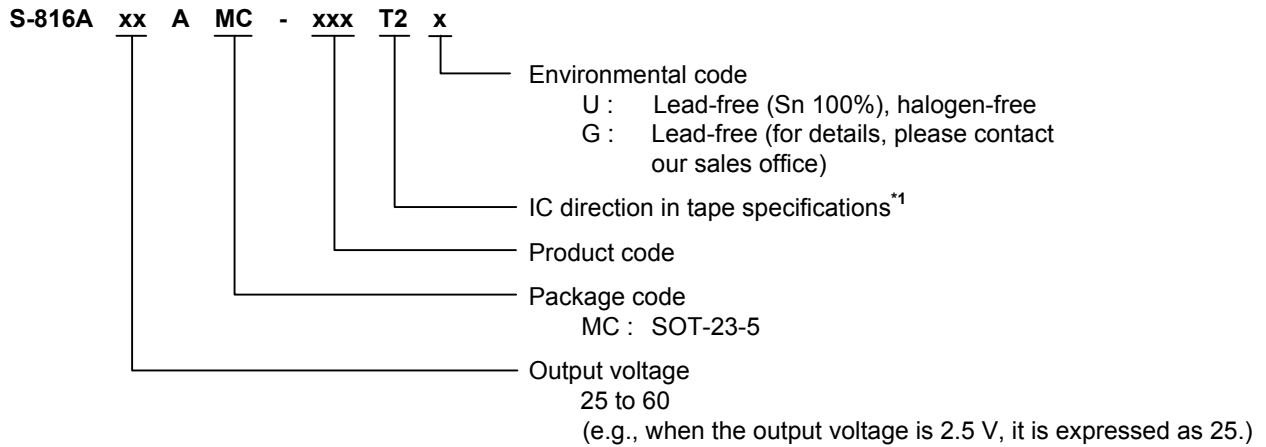 S-816A xx A MC - xxx T2 x
Environmental code
U : Lead-free (Sn 100%), halogen-free
G : Lead-free (for details, please contact
our sales office)
IC direction in tape specifications*1
Product code
Package code
MC : SOT-23-5
Output voltage
25 to 60
(e.g., when the output voltage is 2.5 V, it is expressed as 25.)